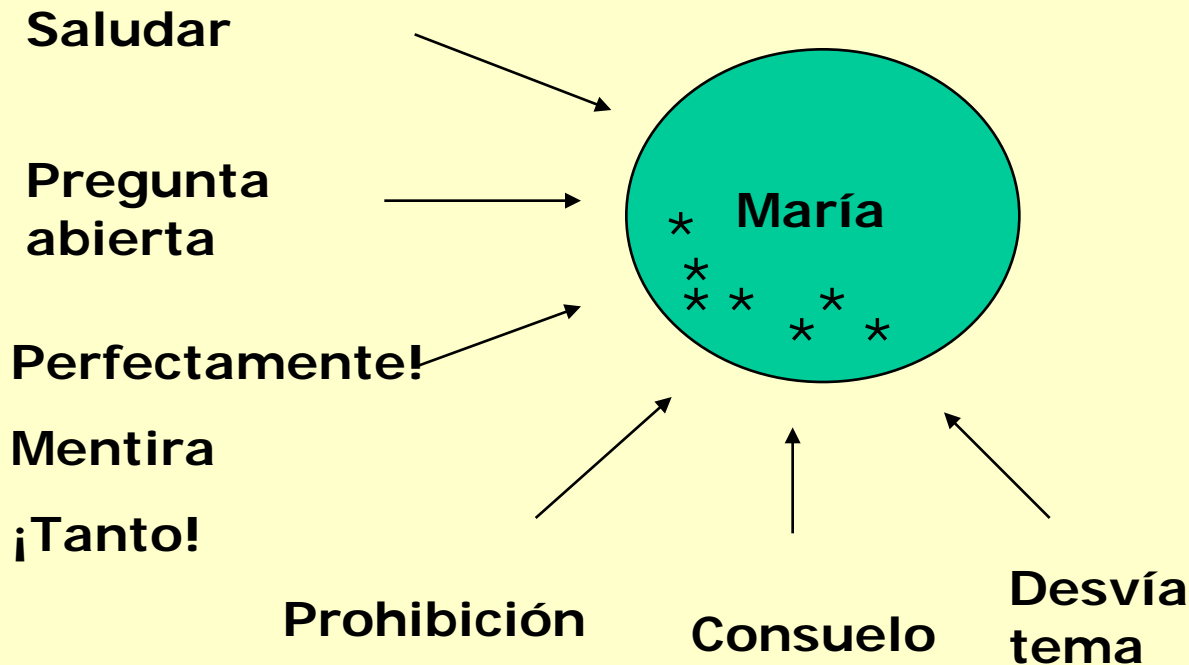 Saludar
Pregunta
abierta
María
*
*
* * *
* *
Perfectamente!
Mentira
¡Tanto!
Prohibición
Consuelo
Desvía
tema